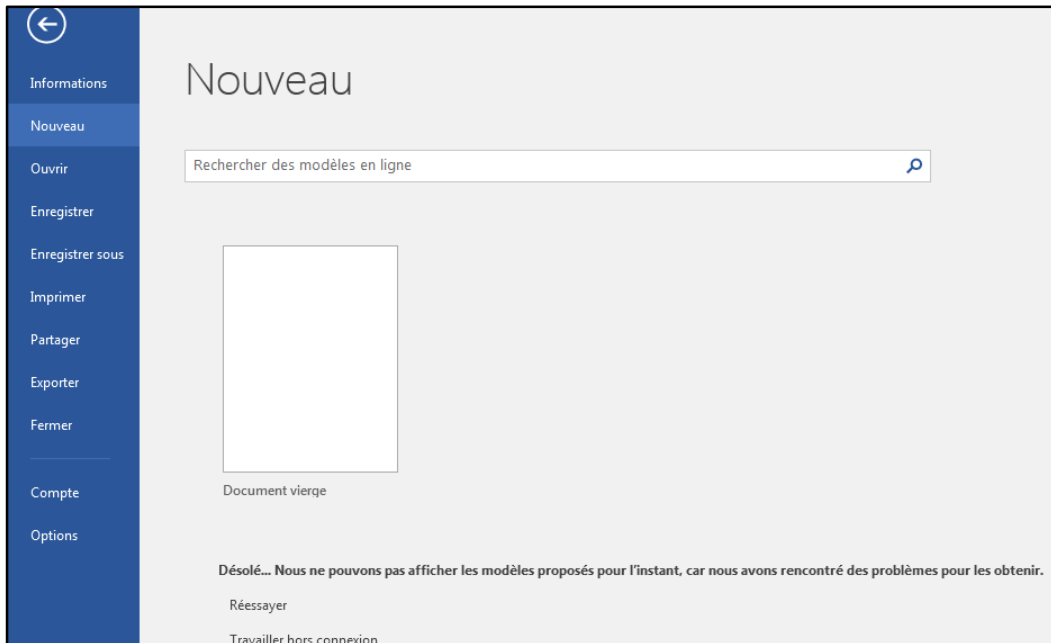 Informations
Nouveau
Ouvrir
Enregistrer
Enregistrer sous
Imprimer
Partager
Exporter
Fermer
Compte
Options
Nouveau
Rechercher des modèles en ligne
Document vierge
Désolé... Nous ne pouvons pas afficher les modèles proposés pour l'instant, car nous avons rencontré des problèmes pour les obtenir.
Réessayer
Travailler hors connexion